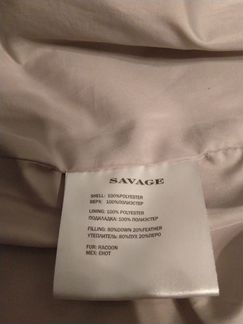 SAVAGE
SHELL: 100%POLYESTER
ВЕРХ: 100%ПОЛИЭСТЕР
LINING: 100% POLYESTER
ПОДКЛАДКА: 100% ПОЛИЭСТЕР
FILLING: 80%DOWN 20%FEATHER
УТЕПЛИТЕЛЬ: 80%ПУХ 20%ПЕРО
FUR: RACOON
МЕХ: ЕНОТ